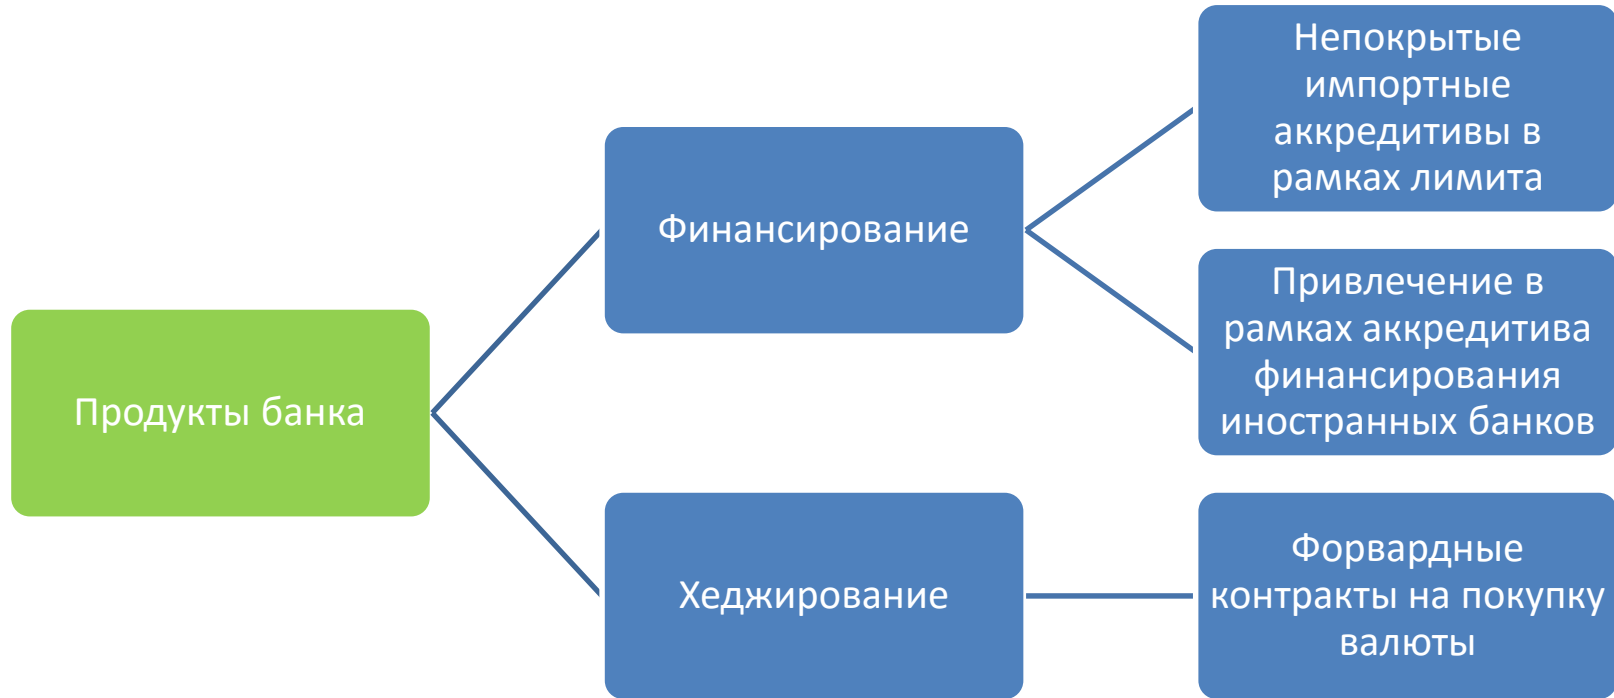 Продукты банка
Финансирование
Непокрытые
импортные
аккредитивы в
рамках лимита
Привлечение в
рамках аккредитива
финансирования
иностранных банков
Хеджирование
Форвардные
контракты на покупку
валюты